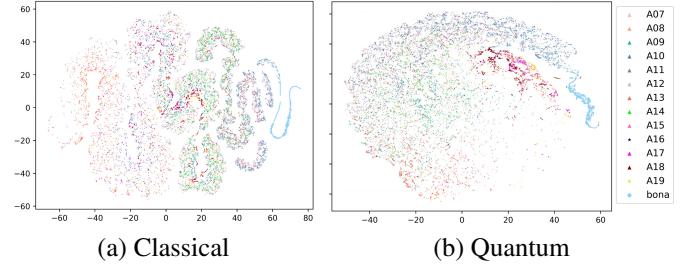 60
40
20
0
−20
−40
−60
−60 −40 −20 0 20 40 60 80
(a) Classical
−40 −20 0 20 40 60
(b) Quantum
A07
A08
A09
A10
A11
A12
A13
A14
A15
A16
A17
A18
A19
bona